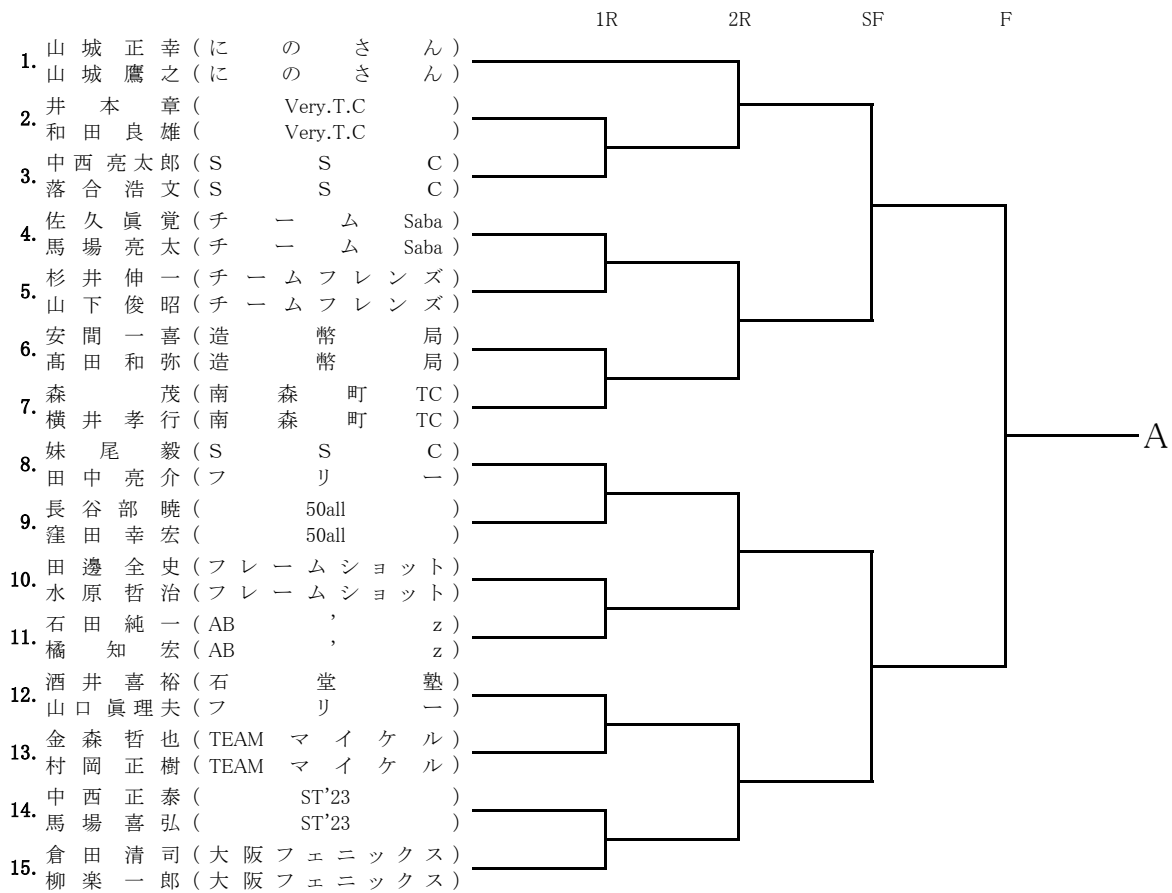 1R 2R SF F
1. 山城正幸(にのさん)
山城鷹之(にのさん)
2. 井本章(Very.T.C)
和田良雄(Very.T.C)
3. 中西亮太郎(SSC)
落合浩文(SSC)
4. 佐久眞覚(チームSaba)
馬場亮太(チームSaba)
5. 杉井伸一(チームフレンズ)
山下俊昭(チームフレンズ)
6. 安間一喜(造幣局)
髙田和弥(造幣局)
7. 森茂(南森町TC)
横井孝行(南森町TC)
A
8. 妹尾毅(SSC)
田中亮介(フリー)
9. 長谷部暁(50all)
窪田幸宏(50all)
10. 田邊全史(フレームショット)
水原哲治(フレームショット)
11. 石田純一(AB’z)
橘知宏(AB’z)
12. 酒井喜裕(石堂塾)
山口眞理夫(フリー)
13. 金森哲也(TEAMマイケル)
村岡正樹(TEAMマイケル)
14. 中西正泰(ST’23)
馬場喜弘(ST’23)
15. 倉田清司(大阪フェニックス)
柳楽一郎(大阪フェニックス)